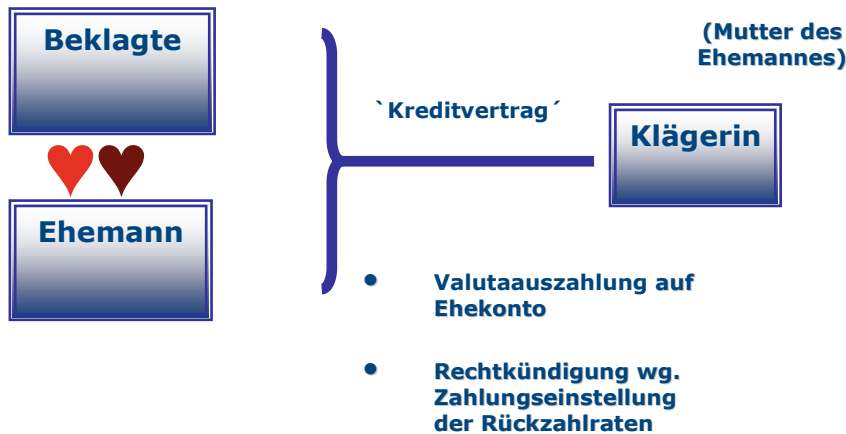 Beklagte
(Mutter des
Ehemannes)
`Kreditvertrag´
Klägerin
Ehemann
• Valutaauszahlung auf
Ehekonto
• Rechtkündigung wg.
Zahlungseinstellung
der Rückzahlraten